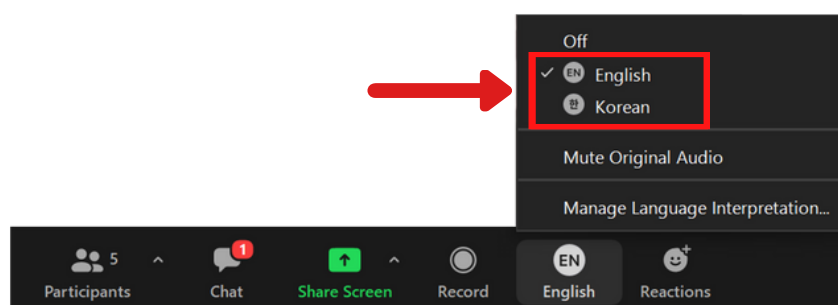 Off
EN English
한 Korean
Mute Original Audio
Manage Language Interpretation...
5 1 EN
Participants Chat Share Screen Record English Reactions